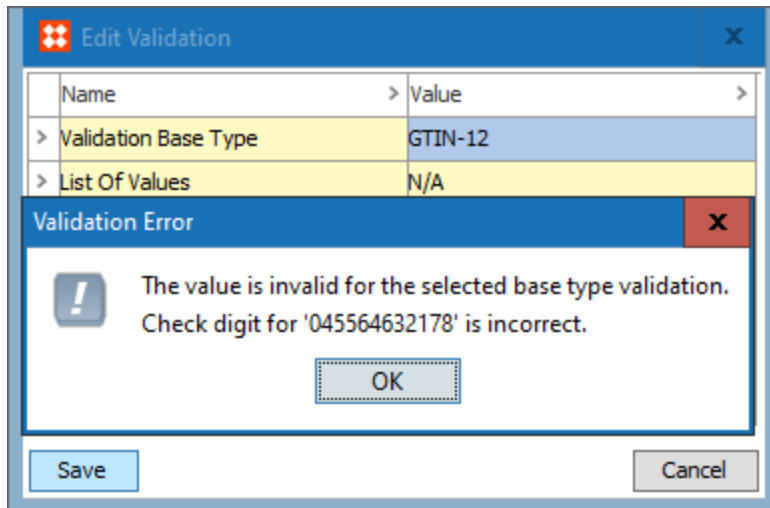 Edit Validation
x
Name > Value >
> Validation Base Type GTIN-12
> List Of Values N/A
Validation Error
x
The value is invalid for the selected base type validation.
Check digit for '045564632178' is incorrect.
OK
Save Cancel